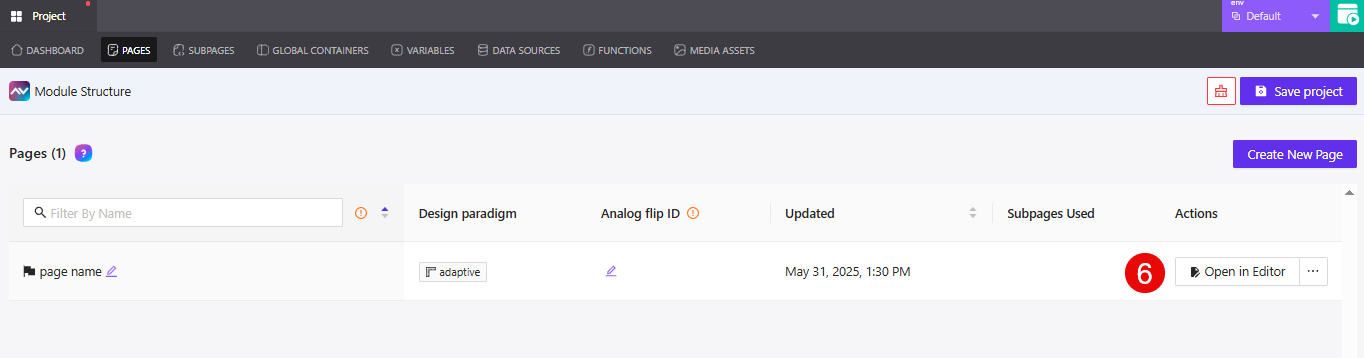 Project
env
Default
DASHBOARD PAGES SUBPAGES GLOBAL CONTAINERS VARIABLES DATA SOURCES FUNCTIONS MEDIA ASSETS
Module Structure
Save project
Pages (1) ?
Create New Page
Filter By Name
Design paradigm
Analog flip ID
Updated
Subpages Used
Actions
page name
adaptive
May 31, 2025, 1:30 PM
6
Open in Editor
...